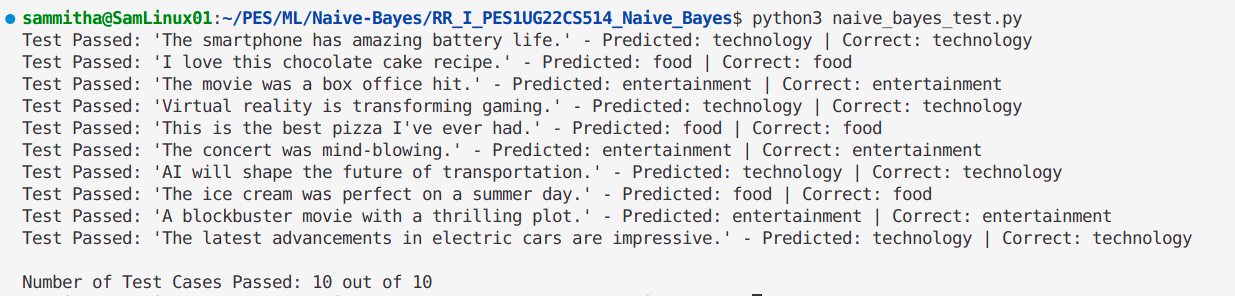 sammitha@SamLinux01:~/PES/ML/Naive-Bayes/RR_I_PES1UG22CS514_Naive_Bayes$ python3 naive_bayes_test.py
Test Passed: 'The smartphone has amazing battery life.' - Predicted: technology | Correct: technology
Test Passed: 'I love this chocolate cake recipe.' - Predicted: food | Correct: food
Test Passed: 'The movie was a box office hit.' - Predicted: entertainment | Correct: entertainment
Test Passed: 'Virtual reality is transforming gaming.' - Predicted: technology | Correct: technology
Test Passed: 'This is the best pizza I've ever had.' - Predicted: food | Correct: food
Test Passed: 'The concert was mind-blowing.' - Predicted: entertainment | Correct: entertainment
Test Passed: 'AI will shape the future of transportation.' - Predicted: technology | Correct: technology
Test Passed: 'The ice cream was perfect on a summer day.' - Predicted: food | Correct: food
Test Passed: 'A blockbuster movie with a thrilling plot.' - Predicted: entertainment | Correct: entertainment
Test Passed: 'The latest advancements in electric cars are impressive.' - Predicted: technology | Correct: technology
Number of Test Cases Passed: 10 out of 10